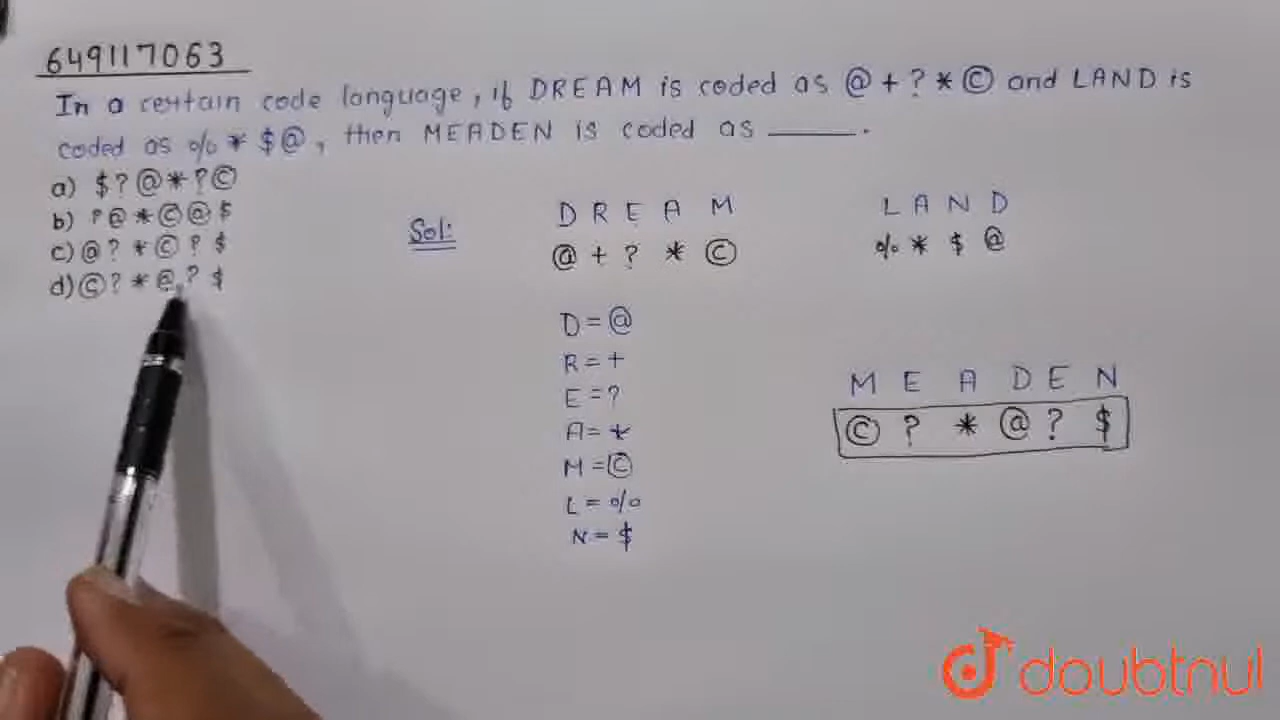 649117063
In a certain code language, if DREAM is coded as @ + ? * © and LAND is
coded as % * $ @, then MEADEN is coded as ______.
a) $ ? @ * ? ©
b) ? @ * © @ $
c) @ ? * © ? $
d) © ? * @ ? $
Sol:
D R E A M
@ + ? * ©
L A N D
% * $ @
D = @
R = +
E = ?
A = *
M = ©
L = %
N = $
M E A D E N
© ? * @ ? $
doubtnut